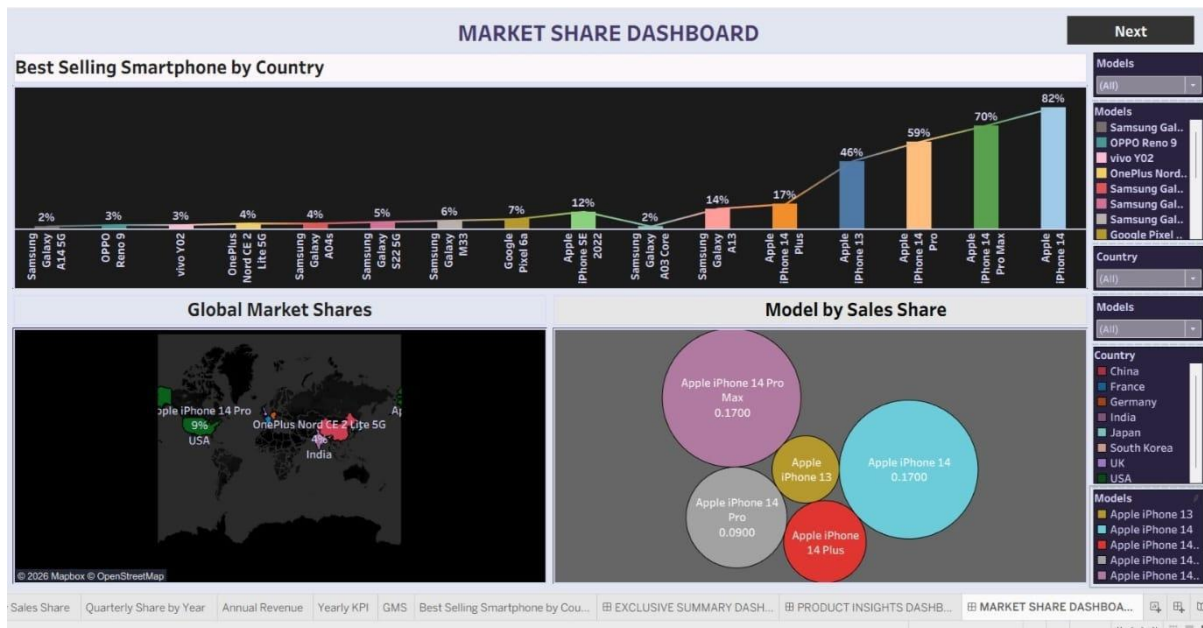 MARKET SHARE DASHBOARD
Next
Best Selling Smartphone by Country
2%
3%
3%
4%
4%
5%
6%
7%
12%
2%
14%
17%
46%
59%
70%
82%
Samsung
Galaxy
A14 5G
OPPO
Reno 9
vivo Y02
OnePlus
Nord CE 2
Lite 5G
Samsung
Galaxy
A04s
Samsung
Galaxy
S22 5G
Samsung
Galaxy
M33
Google
Pixel 6a
Apple
iPhone SE
2022
Samsung
Galaxy
A03 Core
Samsung
Galaxy
A13
Apple
iPhone 14
Plus
Apple
iPhone 13
Apple
iPhone 14
Pro
Apple
iPhone 14
Pro Max
Apple
iPhone 14
Models
(All)
Models
Samsung Gal..
OPPO Reno 9
vivo Y02
OnePlus Nord..
Samsung Gal..
Samsung Gal..
Samsung Gal..
Google Pixel ..
Country
(All)
Models
(All)
Country
China
France
Germany
India
Japan
South Korea
UK
USA
Models
Apple iPhone 13
Apple iPhone 14
Apple iPhone 14..
Apple iPhone 14..
Apple iPhone 14..
Global Market Shares
pple iPhone 14 Pro
9%
USA
OnePlus Nord CE 2 Lite 5G
4%
India
Ap
© 2026 Mapbox © OpenStreetMap
Model by Sales Share
Apple iPhone 14 Pro
Max
0.1700
Apple
iPhone 13
Apple iPhone 14
0.1700
Apple iPhone 14
Pro
0.0900
Apple iPhone
14 Plus
Sales Share
Quarterly Share by Year
Annual Revenue
Yearly KPI
GMS
Best Selling Smartphone by Cou...
EXCLUSIVE SUMMARY DASH...
PRODUCT INSIGHTS DASHB...
MARKET SHARE DASHBOA...